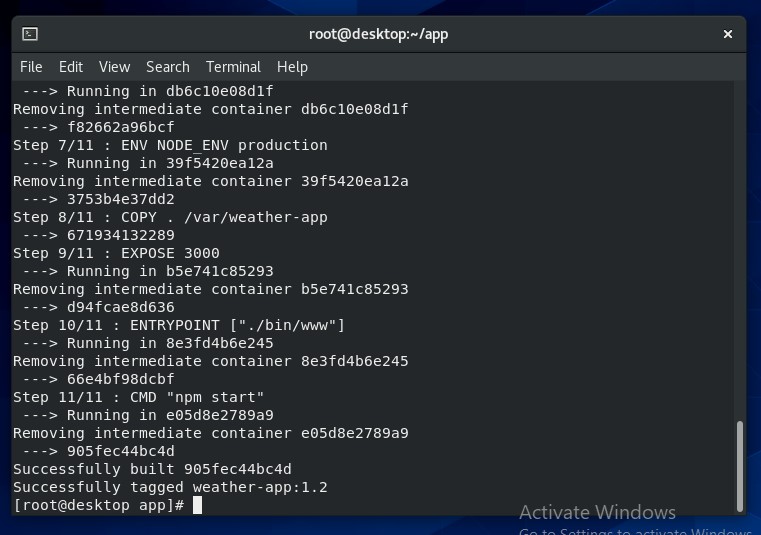 root@desktop:~/app
File Edit View Search Terminal Help
 ---> Running in db6c10e08d1f
Removing intermediate container db6c10e08d1f
 ---> f82662a96bcf
Step 7/11 : ENV NODE_ENV production
 ---> Running in 39f5420ea12a
Removing intermediate container 39f5420ea12a
 ---> 3753b4e37dd2
Step 8/11 : COPY . /var/weather-app
 ---> 671934132289
Step 9/11 : EXPOSE 3000
 ---> Running in b5e741c85293
Removing intermediate container b5e741c85293
 ---> d94fcae8d636
Step 10/11 : ENTRYPOINT ["./bin/www"]
 ---> Running in 8e3fd4b6e245
Removing intermediate container 8e3fd4b6e245
 ---> 66e4bf98dcbf
Step 11/11 : CMD "npm start"
 ---> Running in e05d8e2789a9
Removing intermediate container e05d8e2789a9
 ---> 905fec44bc4d
Successfully built 905fec44bc4d
Successfully tagged weather-app:1.2
[root@desktop app]#
Activate Windows
Go to Settings to activate Windows.